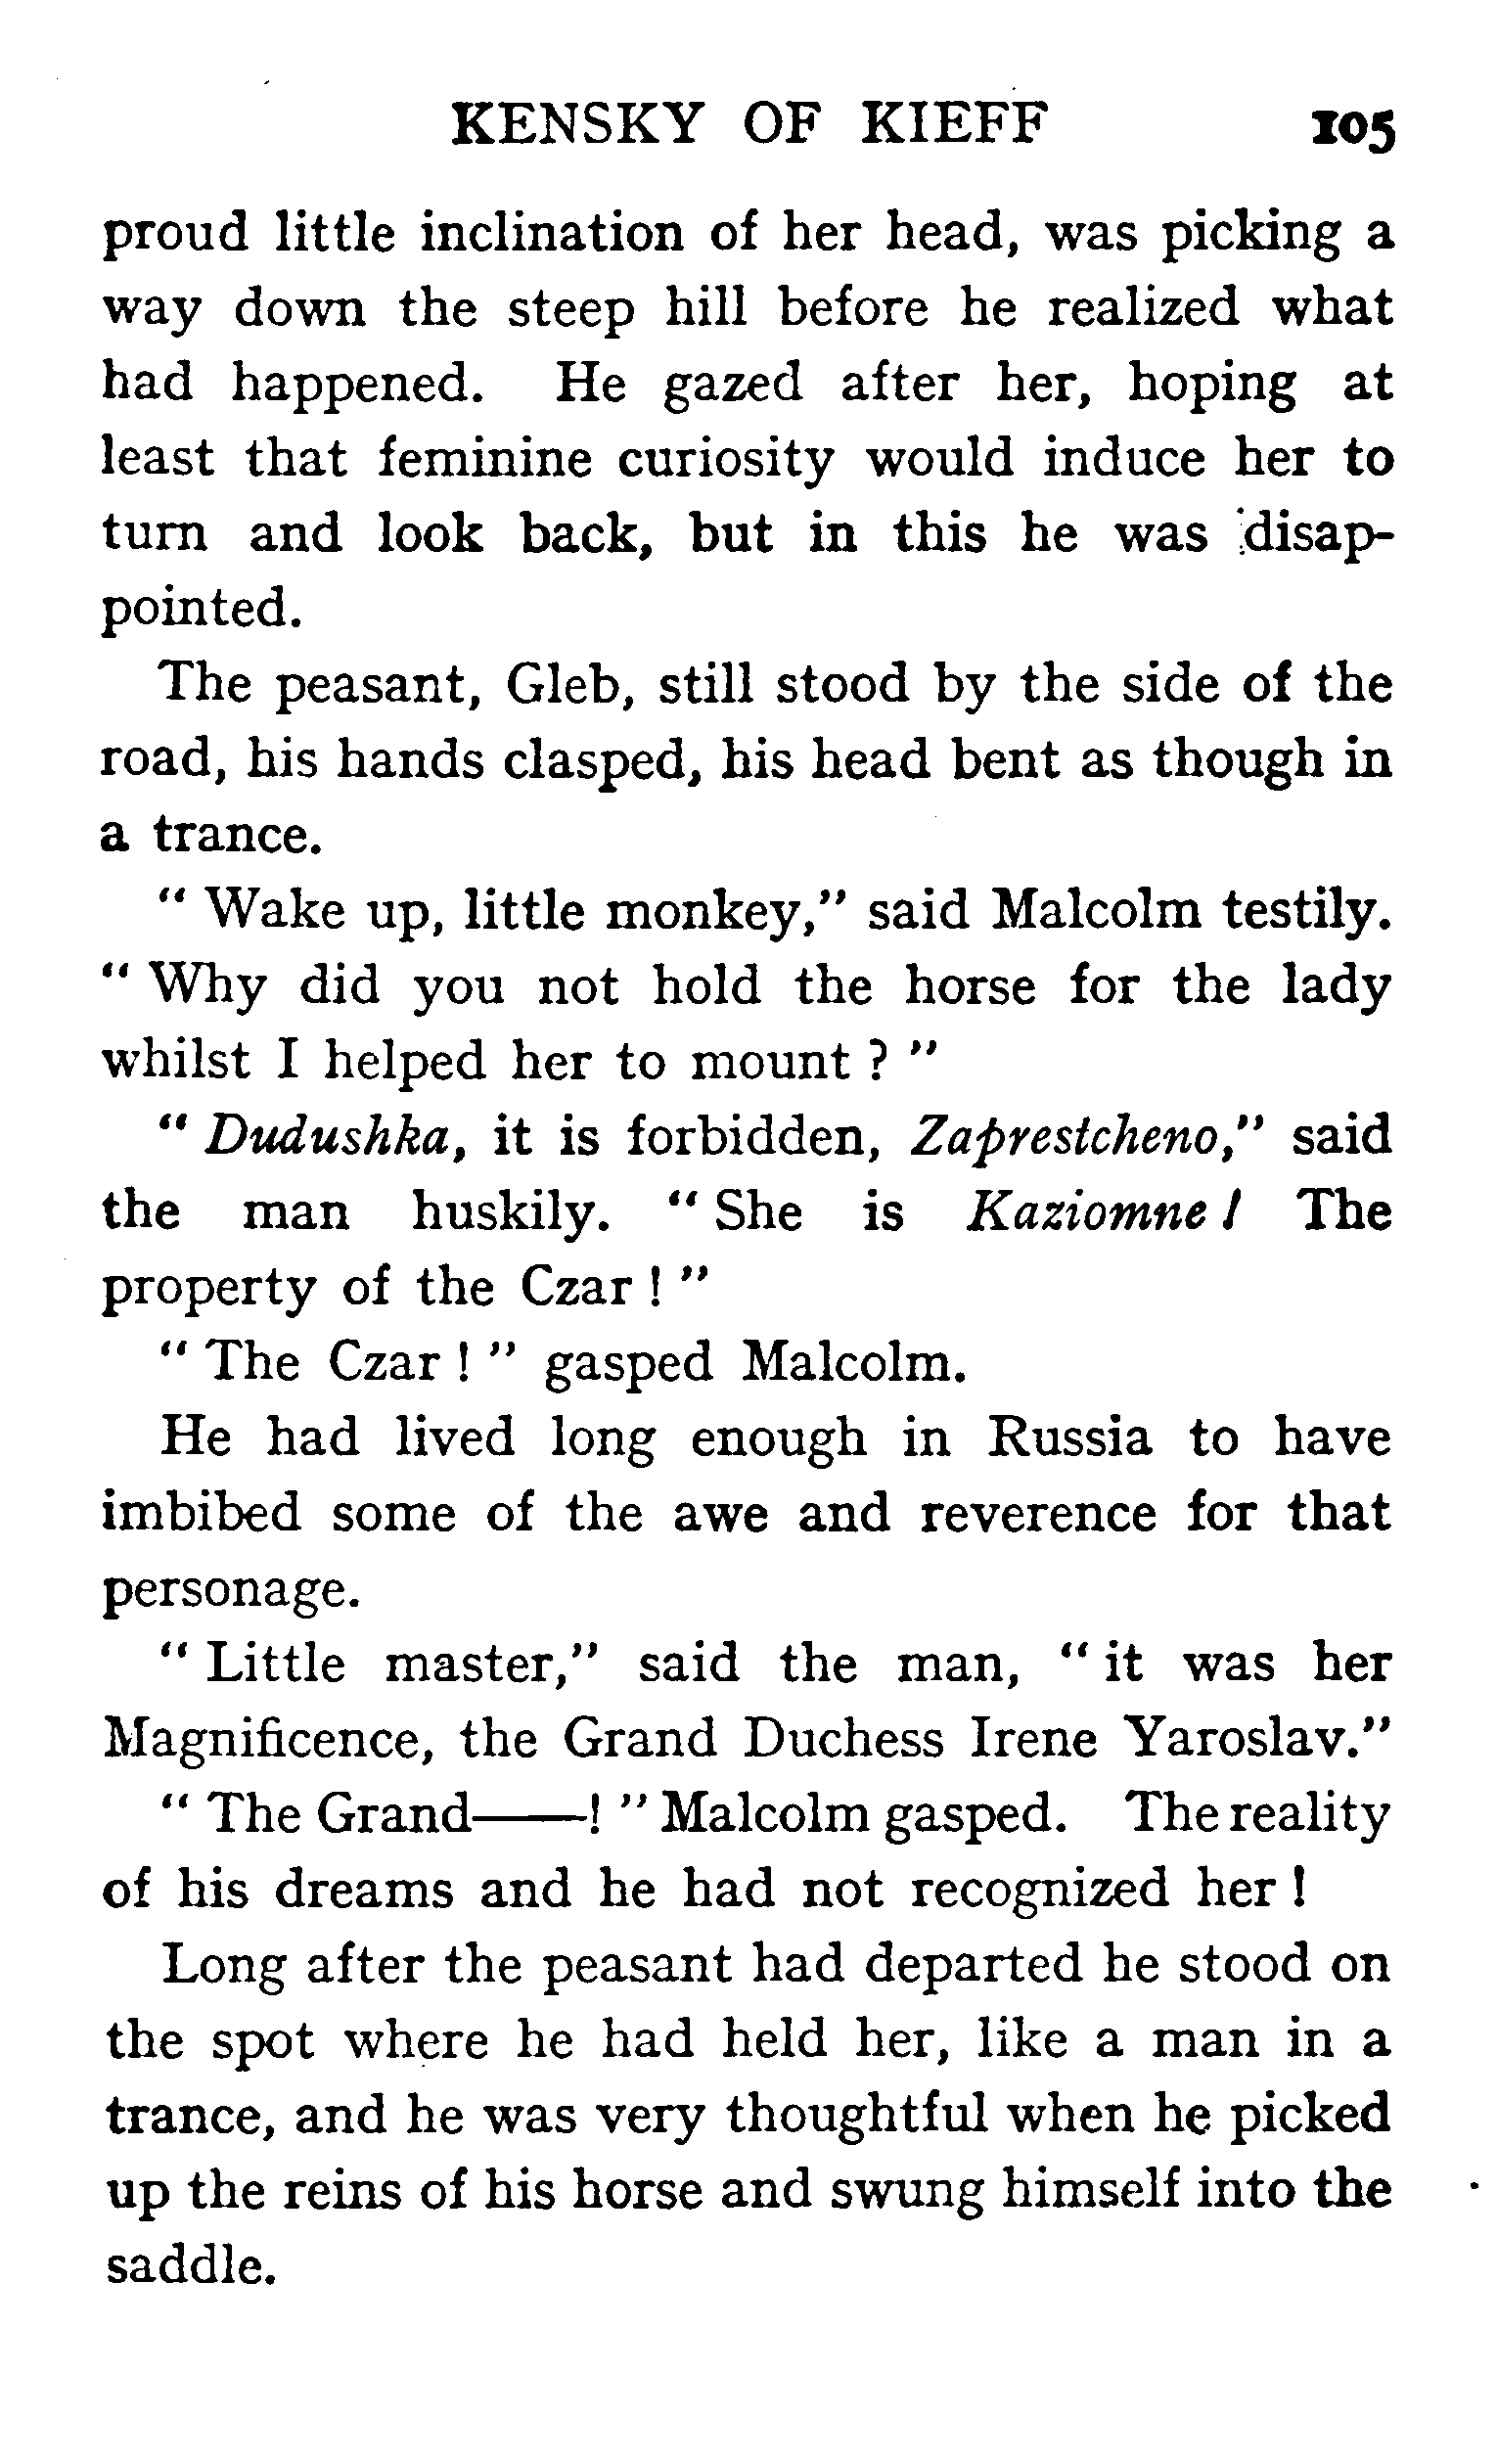 KENSKY OF KIEFF 105
proud little inclination of her head, was picking a
way down the steep hill before he realized what
had happened. He gazed after her, hoping at
least that feminine curiosity would induce her to
turn and look back, but in this he was disap-
pointed.
The peasant, Gleb, still stood by the side of the
road, his hands clasped, his head bent as though in
a trance.
" Wake up, little monkey," said Malcolm testily.
" Why did you not hold the horse for the lady
whilst I helped her to mount ? "
" Dudushka, it is forbidden, Zaprestcheno," said
the man huskily. " She is Kaziomne ! The
property of the Czar ! "
" The Czar ! " gasped Malcolm.
He had lived long enough in Russia to have
imbibed some of the awe and reverence for that
personage.
" Little master," said the man, " it was her
Magnificence, the Grand Duchess Irene Yaroslav."
" The Grand——! " Malcolm gasped. The reality
of his dreams and he had not recognized her !
Long after the peasant had departed he stood on
the spot where he had held her, like a man in a
trance, and he was very thoughtful when he picked
up the reins of his horse and swung himself into the
saddle.